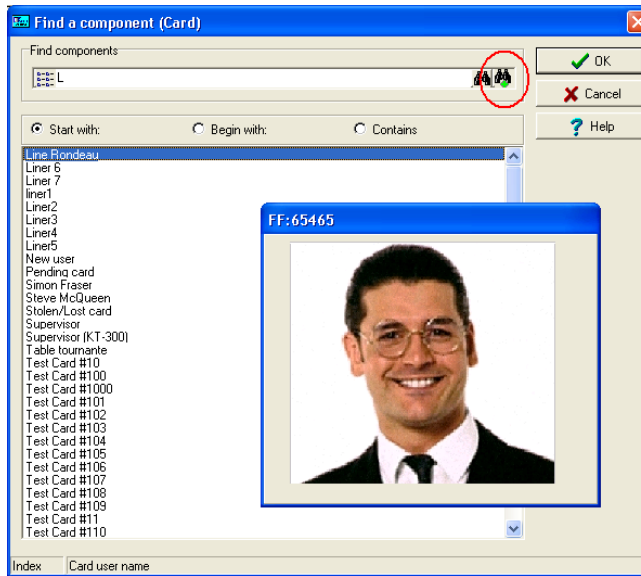 Find a component (Card)
Find components
L
OK
Cancel
? Help
Start with:
Begin with:
Contains
Line Rondeau
Liner 6
Liner 7
liner1
Liner2
Liner3
Liner4
Liner5
New user
Pending card
Simon Fraser
Steve McQueen
Stolen/Lost card
Supervisor
Supervisor (KT-300)
Table tournante
Test Card #10
Test Card #100
Test Card #1000
Test Card #101
Test Card #102
Test Card #103
Test Card #104
Test Card #105
Test Card #106
Test Card #107
Test Card #108
Test Card #109
Test Card #11
Test Card #110
FF:65465
Index Card user name